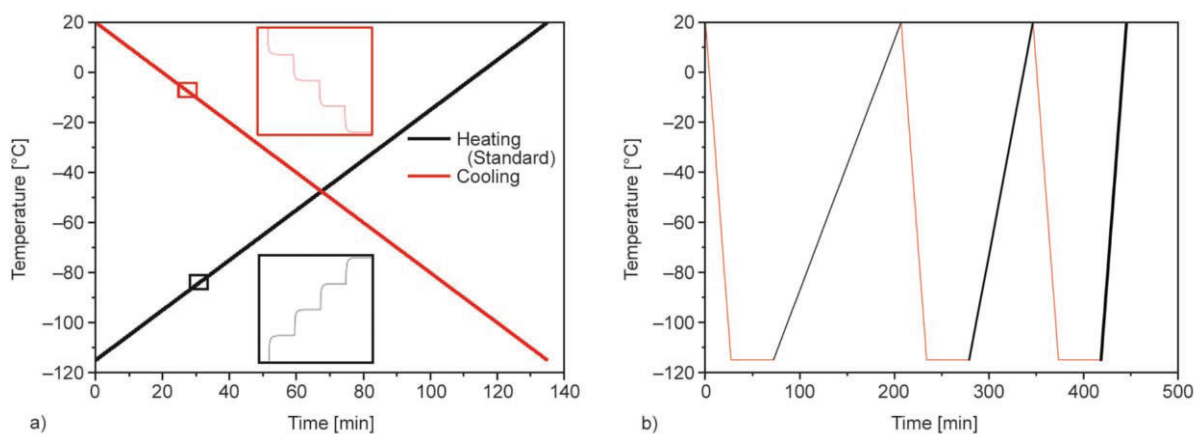 20
0
–20
–40
–60
–80
–100
–120
Temperature [°C]
Heating
(Standard)
Cooling
0 20 40 60 80 100 120 140
a) Time [min]
20
0
–20
–40
–60
–80
–100
–120
Temperature [°C]
0 100 200 300 400 500
b) Time [min]